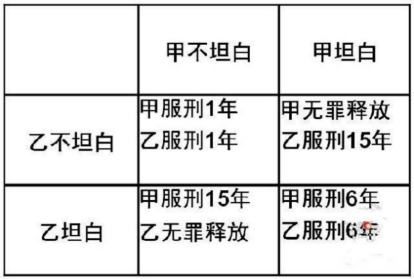 甲不坦白 甲坦白
乙不坦白
甲服刑1年
乙服刑1年
甲无罪释放
乙服刑15年
乙坦白
甲服刑15年
乙无罪释放
甲服刑6年
乙服刑6年